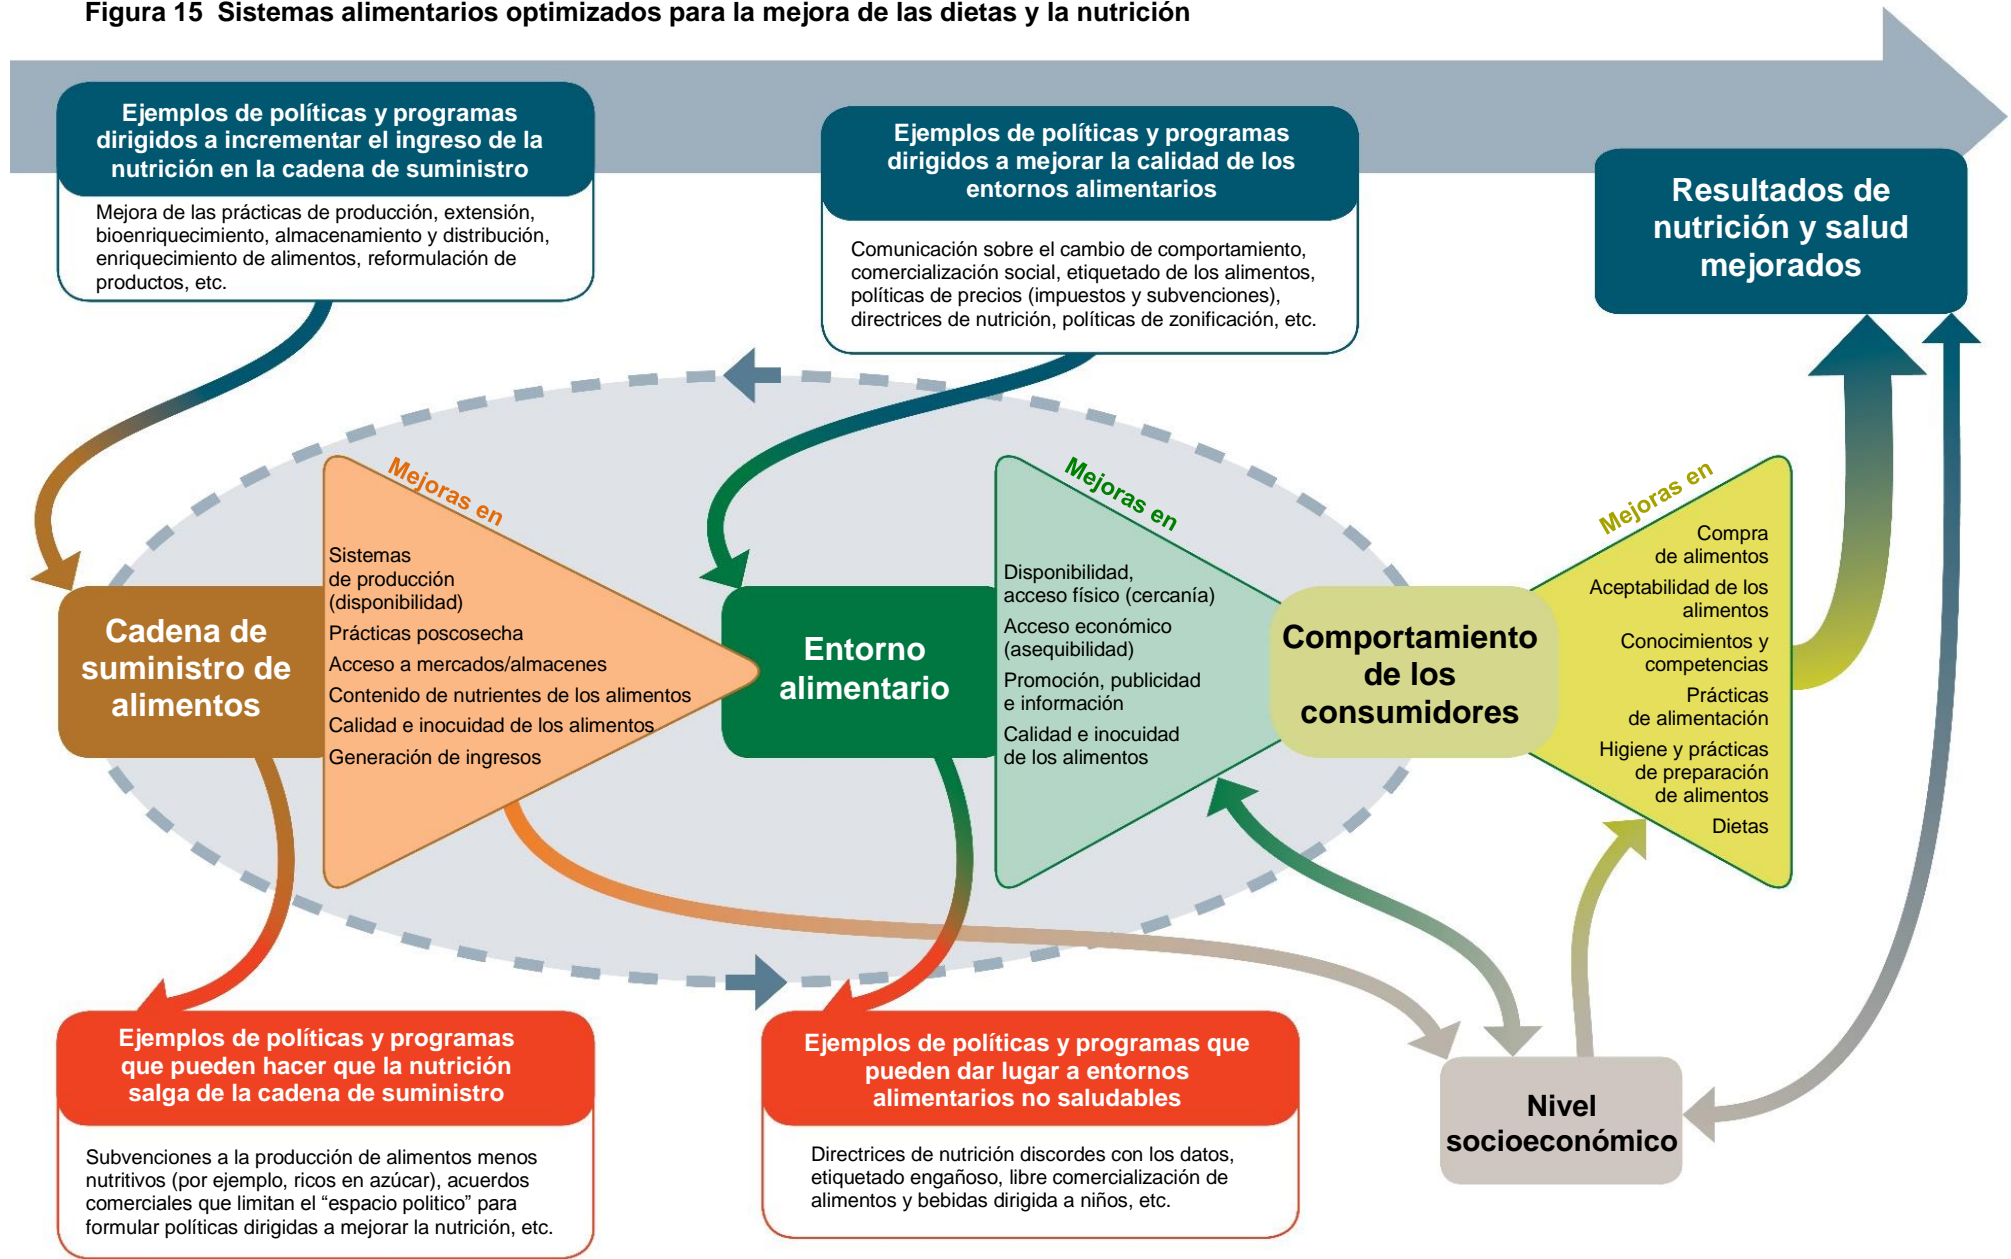 Figura 15 Sistemas alimentarios optimizados para la mejora de las dietas y la nutrición
Ejemplos de políticas y programas
dirigidos a incrementar el ingreso de la
nutrición en la cadena de suministro
Mejora de las prácticas de producción, extensión,
bioenriquecimiento, almacenamiento y distribución,
enriquecimiento de alimentos, reformulación de
productos, etc.
Ejemplos de políticas y programas
dirigidos a mejorar la calidad de los
entornos alimentarios
Comunicación sobre el cambio de comportamiento,
comercialización social, etiquetado de los alimentos,
políticas de precios (impuestos y subvenciones),
directrices de nutrición, políticas de zonificación, etc.
Resultados de
nutrición y salud
mejorados
Cadena de
suministro de
alimentos
Mejoras en
Sistemas
de producción
(disponibilidad)
Prácticas poscosecha
Acceso a mercados/almacenes
Contenido de nutrientes de los alimentos
Calidad e inocuidad de los alimentos
Generación de ingresos
Entorno
alimentario
Mejoras en
Disponibilidad,
acceso físico (cercanía)
Acceso económico
(asequibilidad)
Promoción, publicidad
e información
Calidad e inocuidad
de los alimentos
Comportamiento
de los
consumidores
Mejoras en
Compra
de alimentos
Aceptabilidad de los
alimentos
Conocimientos y
competencias
Prácticas
de alimentación
Higiene y prácticas
de preparación
de alimentos
Dietas
Ejemplos de políticas y programas
que pueden hacer que la nutrición
salga de la cadena de suministro
Subvenciones a la producción de alimentos menos
nutritivos (por ejemplo, ricos en azúcar), acuerdos
comerciales que limitan el “espacio politico” para
formular políticas dirigidas a mejorar la nutrición, etc.
Ejemplos de políticas y programas que
pueden dar lugar a entornos
alimentarios no saludables
Directrices de nutrición discordes con los datos,
etiquetado engañoso, libre comercialización de
alimentos y bebidas dirigida a niños, etc.
Nivel
socioeconómico